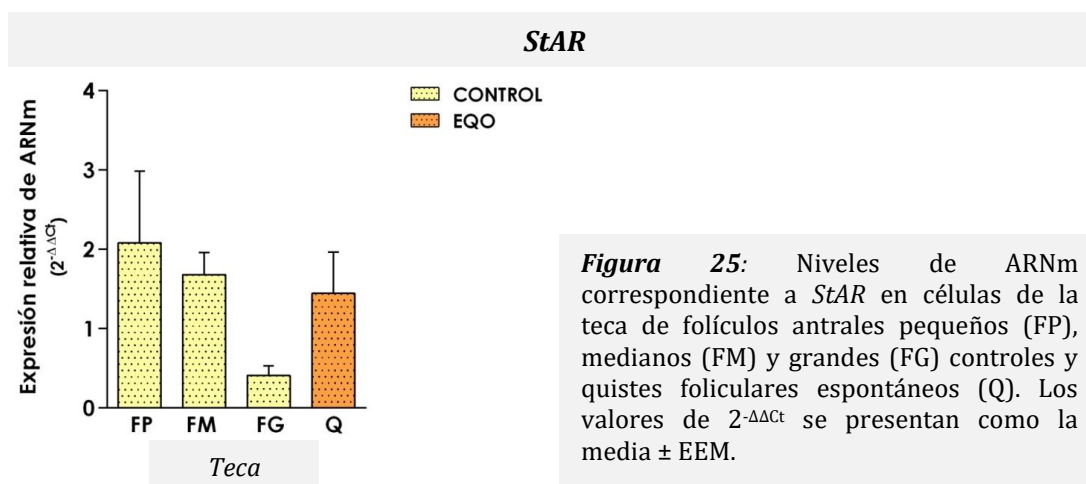 StAR
4
3
2
1
0
Expresión relativa de ARNm
(2^-ΔΔCt)
CONTROL
EQO
FP FM FG Q
Teca
Figura 25: Niveles de ARNm
correspondiente a StAR en células de la
teca de folículos antrales pequeños (FP),
medianos (FM) y grandes (FG) controles y
quistes foliculares espontáneos (Q). Los
valores de 2^-ΔΔCt se presentan como la
media ± EEM.